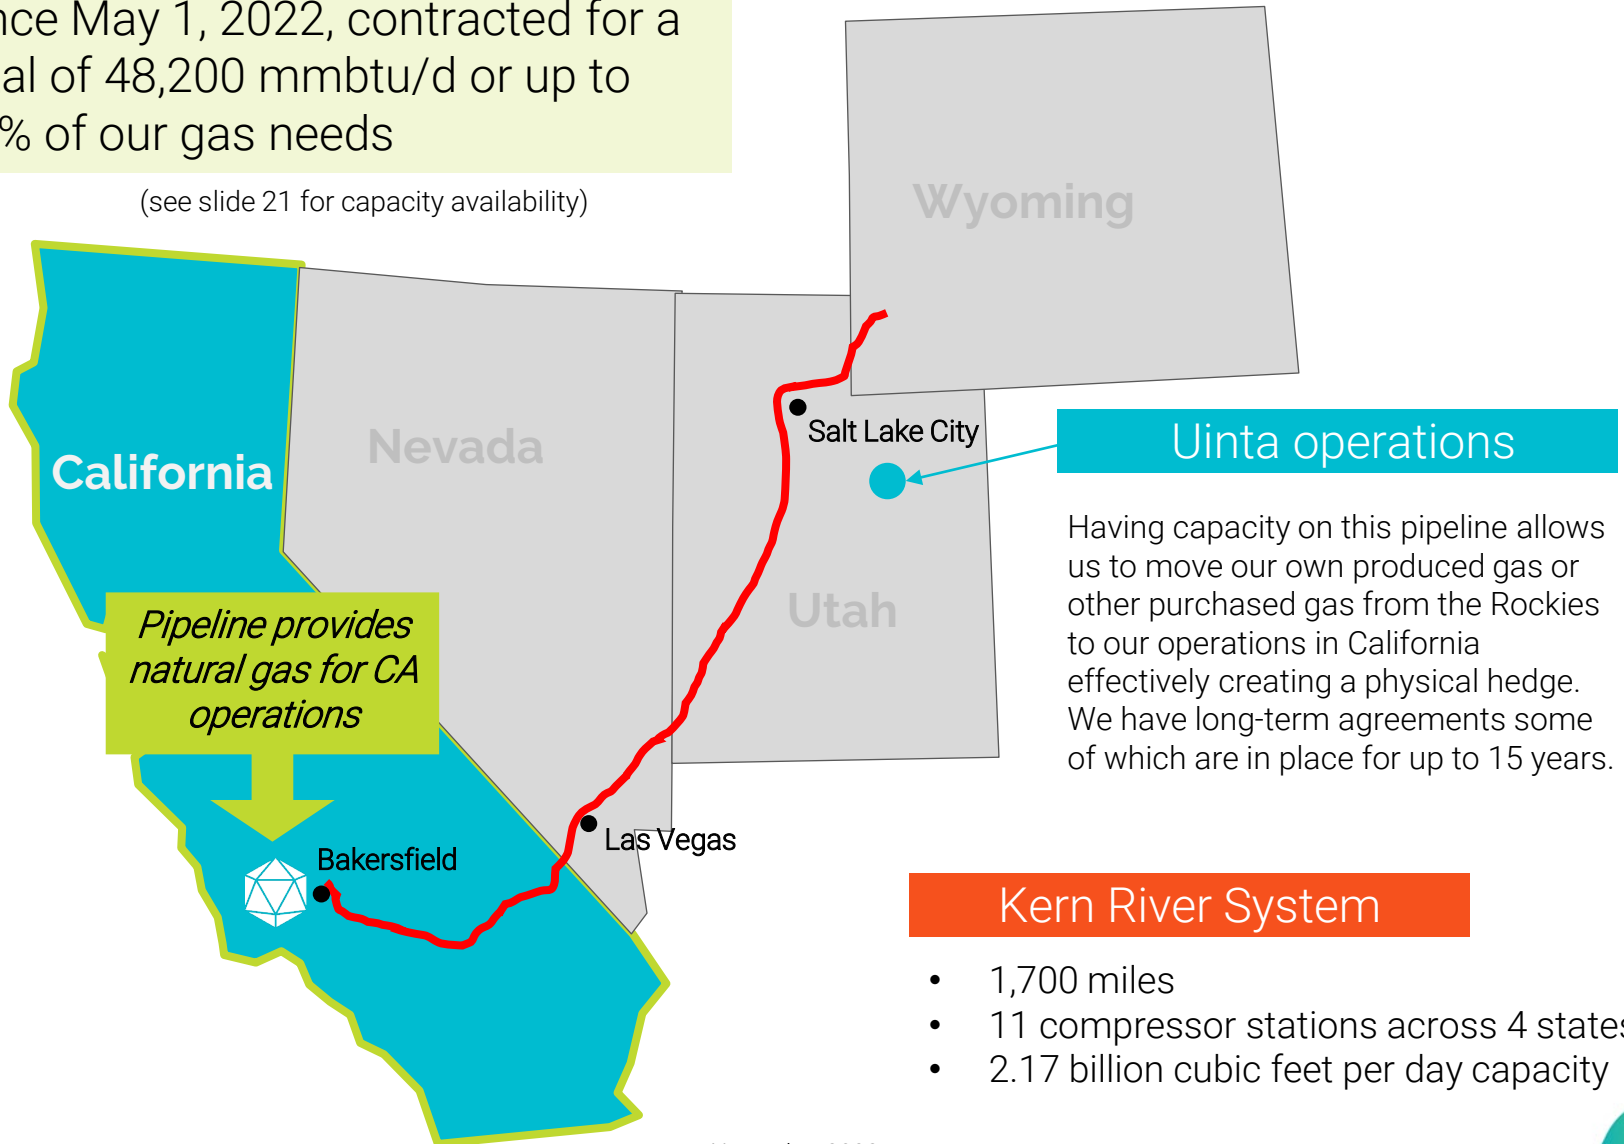 nce May 1, 2022, contracted for a
al of 48,200 mmbtu/d or up to
% of our gas needs
(see slide 21 for capacity availability)
Wyoming
Nevada
California
Salt Lake City
Uinta operations
Having capacity on this pipeline allows
us to move our own produced gas or
other purchased gas from the Rockies
to our operations in California
effectively creating a physical hedge.
We have long-term agreements some
of which are in place for up to 15 years.
Utah
Pipeline provides
natural gas for CA
operations
Las Vegas
Bakersfield
Kern River System
• 1,700 miles
• 11 compressor stations across 4 states
• 2.17 billion cubic feet per day capacity